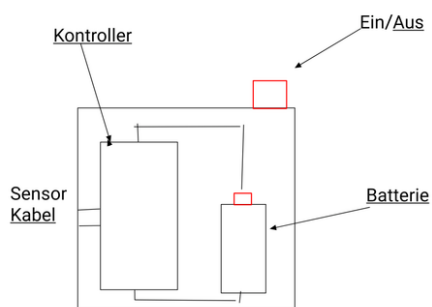 Ein/Aus
Kontroller
Sensor
Kabel
Batterie